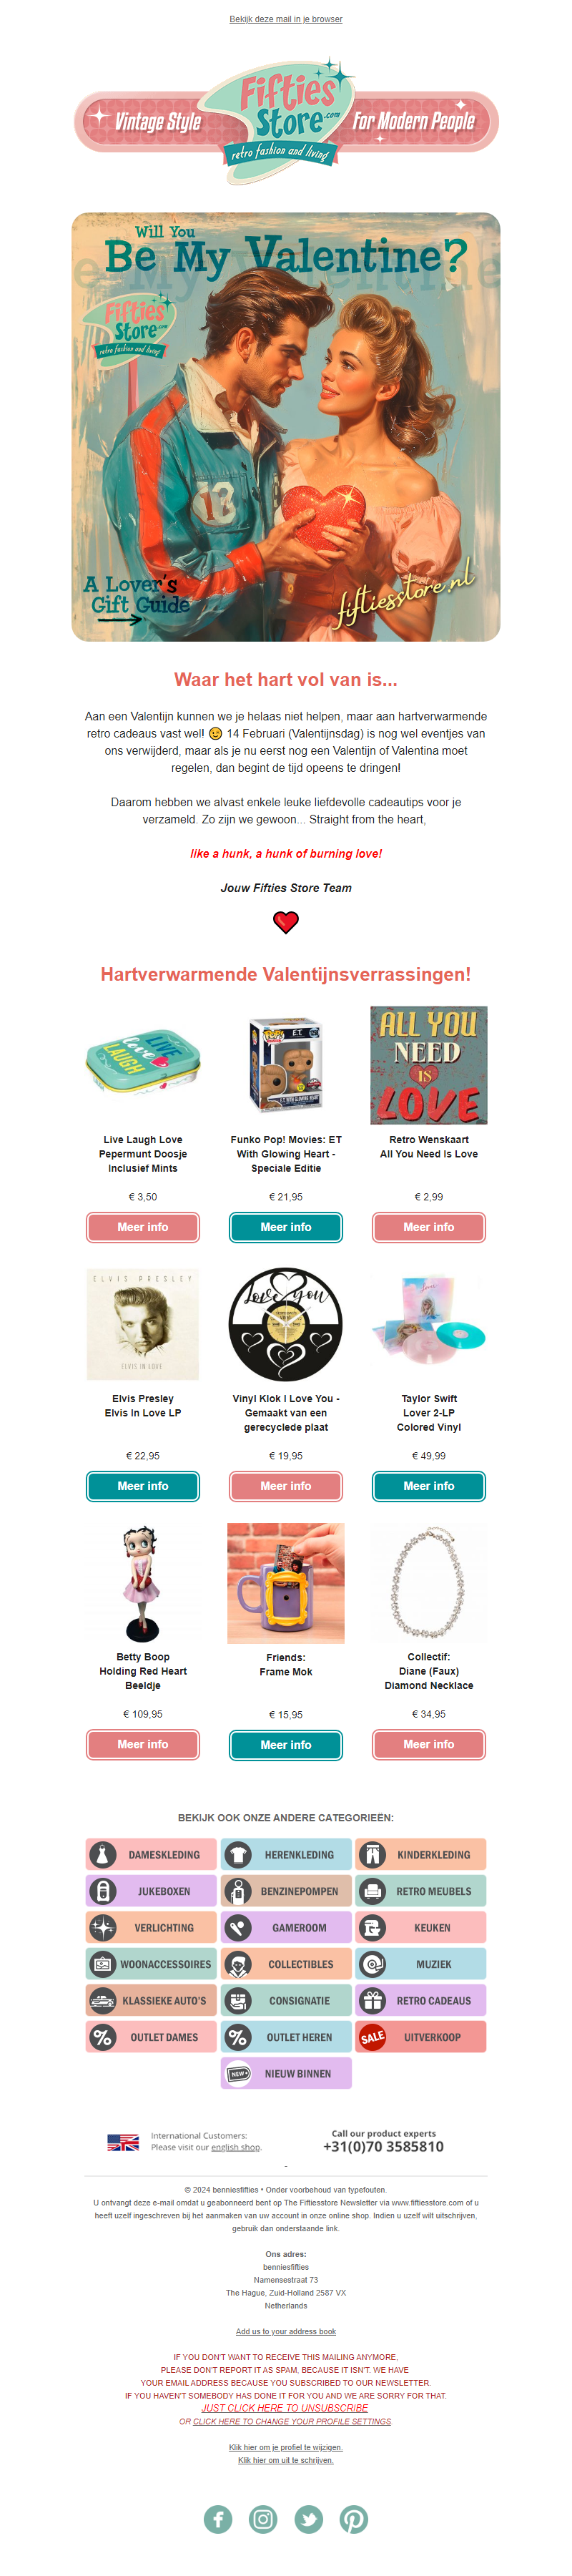 Bekijk deze mail in je browser
Vintage Style
Fifties
Store.com
retro fashion and living
For Modern People
Will You
Be My Valentine?
Fifties
Store.com
retro fashion and living
13
A Lover's
Gift Guide
fiftiesstore.nl
Waar het hart vol van is...
Aan een Valentijn kunnen we je helaas niet helpen, maar aan hartverwarmende
retro cadeaus vast wel! 😉 14 Februari (Valentijnsdag) is nog wel eventjes van
ons verwijderd, maar als je nu eerst nog een Valentijn of Valentina moet
regelen, dan begint de tijd opeens te dringen!
Daarom hebben we alvast enkele leuke liefdevolle cadeautips voor je
verzameld. Zo zijn we gewoon... Straight from the heart,
like a hunk, a hunk of burning love!
Jouw Fifties Store Team
Hartverwarmende Valentijnsverrassingen!
LIVE
love
LAUGH
POP!
E.T.
ALL YOU
NEED
IS
LOVE
Live Laugh Love
Pepermunt Doosje
Inclusief Mints
€ 3,50
Meer info
Funko Pop! Movies: ET
With Glowing Heart -
Speciale Editie
€ 21,95
Meer info
Retro Wenskaart
All You Need Is Love
€ 2,99
Meer info
ELVIS PRESLEY
ELVIS IN LOVE
Love you
Elvis Presley
Elvis In Love LP
€ 22,95
Meer info
Vinyl Klok I Love You -
Gemaakt van een
gerecyclede plaat
€ 19,95
Meer info
Taylor Swift
Lover 2-LP
Colored Vinyl
€ 49,99
Meer info
Betty Boop
Holding Red Heart
Beeldje
€ 109,95
Meer info
Friends:
Frame Mok
€ 15,95
Meer info
Collectif:
Diane (Faux)
Diamond Necklace
€ 34,95
Meer info
BEKIJK OOK ONZE ANDERE CATEGORIEËN:
DAMESKLEDING
HERENKLEDING
KINDERKLEDING
JUKEBOXEN
BENZINEPOMPEN
RETRO MEUBELS
VERLICHTING
GAMEROOM
KEUKEN
WOONACCESSOIRES
COLLECTIBLES
MUZIEK
KLASSIEKE AUTO'S
CONSIGNATIE
RETRO CADEAUS
% OUTLET DAMES
% OUTLET HEREN
SALE UITVERKOOP
NEW NIEUW BINNEN
International Customers:
Please visit our english shop.
Call our product experts
+31(0)70 3585810
-
© 2024 benniesfifties • Onder voorbehoud van typefouten.
U ontvangt deze e-mail omdat u geabonneerd bent op The Fiftiesstore Newsletter via www.fiftiesstore.com of u
heeft uzelf ingeschreven bij het aanmaken van uw account in onze online shop. Indien u uzelf wilt uitschrijven,
gebruik dan onderstaande link.
Ons adres:
benniesfifties
Namensestraat 73
The Hague, Zuid-Holland 2587 VX
Netherlands
Add us to your address book
IF YOU DON'T WANT TO RECEIVE THIS MAILING ANYMORE,
PLEASE DON'T REPORT IT AS SPAM, BECAUSE IT ISN'T. WE HAVE
YOUR EMAIL ADDRESS BECAUSE YOU SUBSCRIBED TO OUR NEWSLETTER.
IF YOU HAVEN'T SOMEBODY HAS DONE IT FOR YOU AND WE ARE SORRY FOR THAT.
JUST CLICK HERE TO UNSUBSCRIBE
OR CLICK HERE TO CHANGE YOUR PROFILE SETTINGS
Klik hier om je profiel te wijzigen.
Klik hier om uit te schrijven.